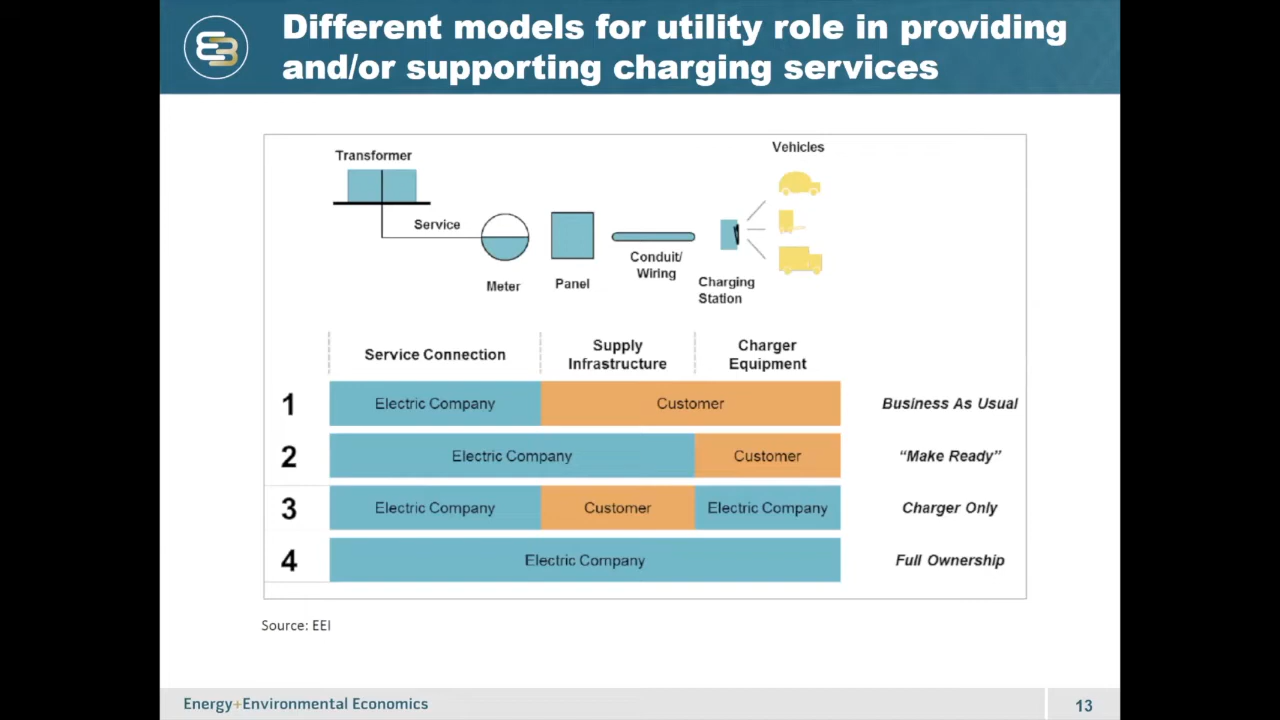 Different models for utility role in providing
and/or supporting charging services
Transformer
Vehicles
Service
Meter
Panel
Conduit/
Wiring
Charging
Station
Service Connection
Supply
Infrastructure
Charger
Equipment
1 Electric Company Customer Business As Usual
2 Electric Company Customer “Make Ready”
3 Electric Company Customer Electric Company Charger Only
4 Electric Company Full Ownership
Source: EEI
Energy+Environmental Economics
13